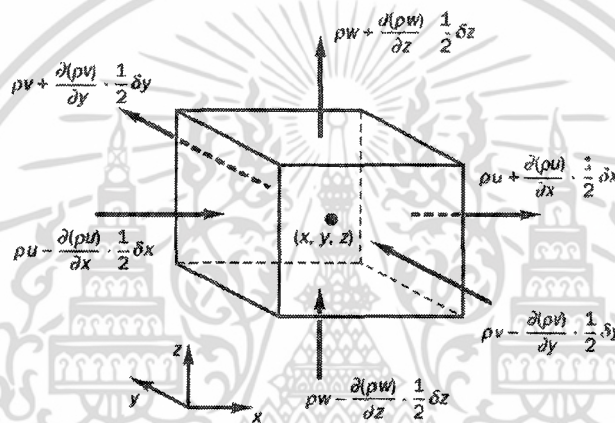 ρw + ∂(ρw)/∂z · 1/2 δz
ρv + ∂(ρv)/∂y · 1/2 δy
ρu + ∂(ρu)/∂x · 1/2 δx
(x, y, z)
ρu − ∂(ρu)/∂x · 1/2 δx
ρv − ∂(ρv)/∂y · 1/2 δy
z
ρw − ∂(ρw)/∂z · 1/2 δz
y
x